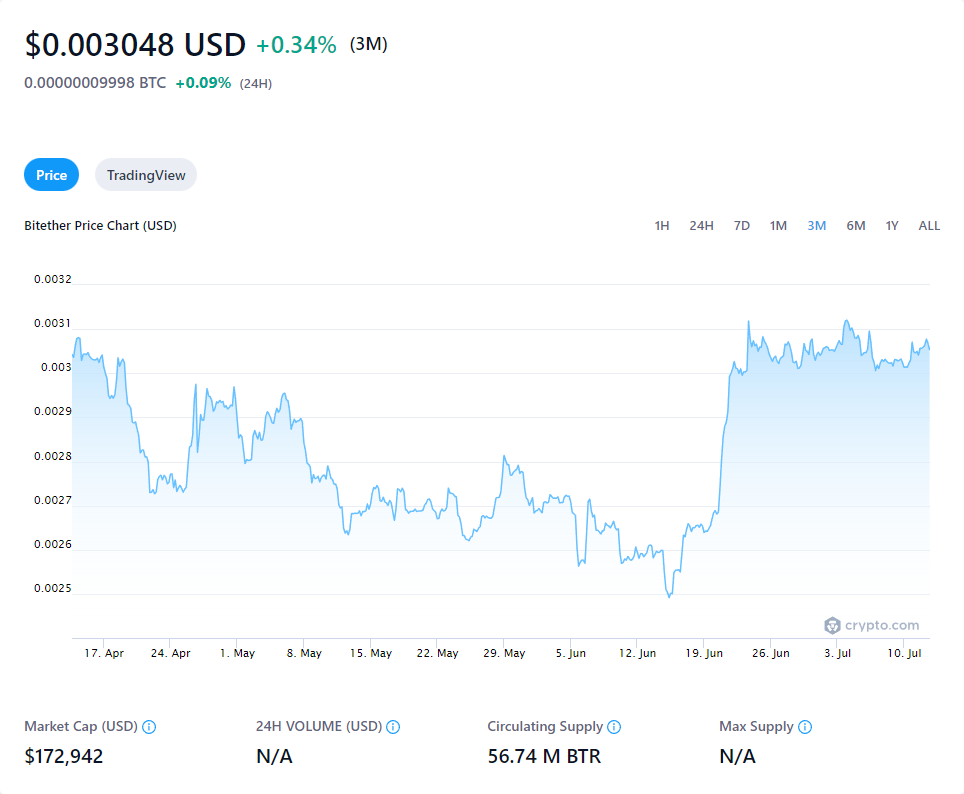 $0.003048 USD +0.34% (3M)
0.00000009998 BTC +0.09% (24H)
Price TradingView
Bitether Price Chart (USD) 1H 24H 7D 1M 3M 6M 1Y ALL
0.0032
0.0031
0.003
0.0029
0.0028
0.0027
0.0026
0.0025
crypto.com
17. Apr 24. Apr 1. May 8. May 15. May 22. May 29. May 5. Jun 12. Jun 19. Jun 26. Jun 3. Jul 10. Jul
Market Cap (USD) 24H VOLUME (USD) Circulating Supply Max Supply
$172,942 N/A 56.74 M BTR N/A